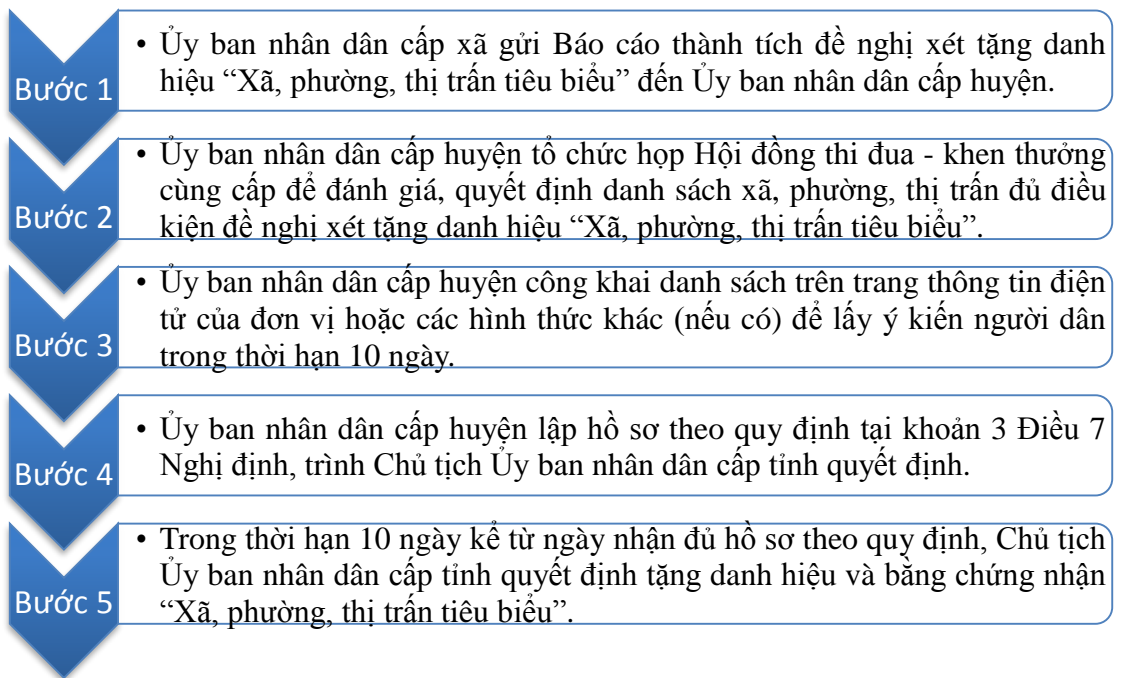 Bước 1
• Ủy ban nhân dân cấp xã gửi Báo cáo thành tích đề nghị xét tặng danh
hiệu “Xã, phường, thị trấn tiêu biểu” đến Ủy ban nhân dân cấp huyện.
Bước 2
• Ủy ban nhân dân cấp huyện tổ chức họp Hội đồng thi đua - khen thưởng
cùng cấp để đánh giá, quyết định danh sách xã, phường, thị trấn đủ điều
kiện đề nghị xét tặng danh hiệu “Xã, phường, thị trấn tiêu biểu”.
Bước 3
• Ủy ban nhân dân cấp huyện công khai danh sách trên trang thông tin điện
tử của đơn vị hoặc các hình thức khác (nếu có) để lấy ý kiến người dân
trong thời hạn 10 ngày.
Bước 4
• Ủy ban nhân dân cấp huyện lập hồ sơ theo quy định tại khoản 3 Điều 7
Nghị định, trình Chủ tịch Ủy ban nhân dân cấp tỉnh quyết định.
Bước 5
• Trong thời hạn 10 ngày kể từ ngày nhận đủ hồ sơ theo quy định, Chủ tịch
Ủy ban nhân dân cấp tỉnh quyết định tặng danh hiệu và bằng chứng nhận
“Xã, phường, thị trấn tiêu biểu”.